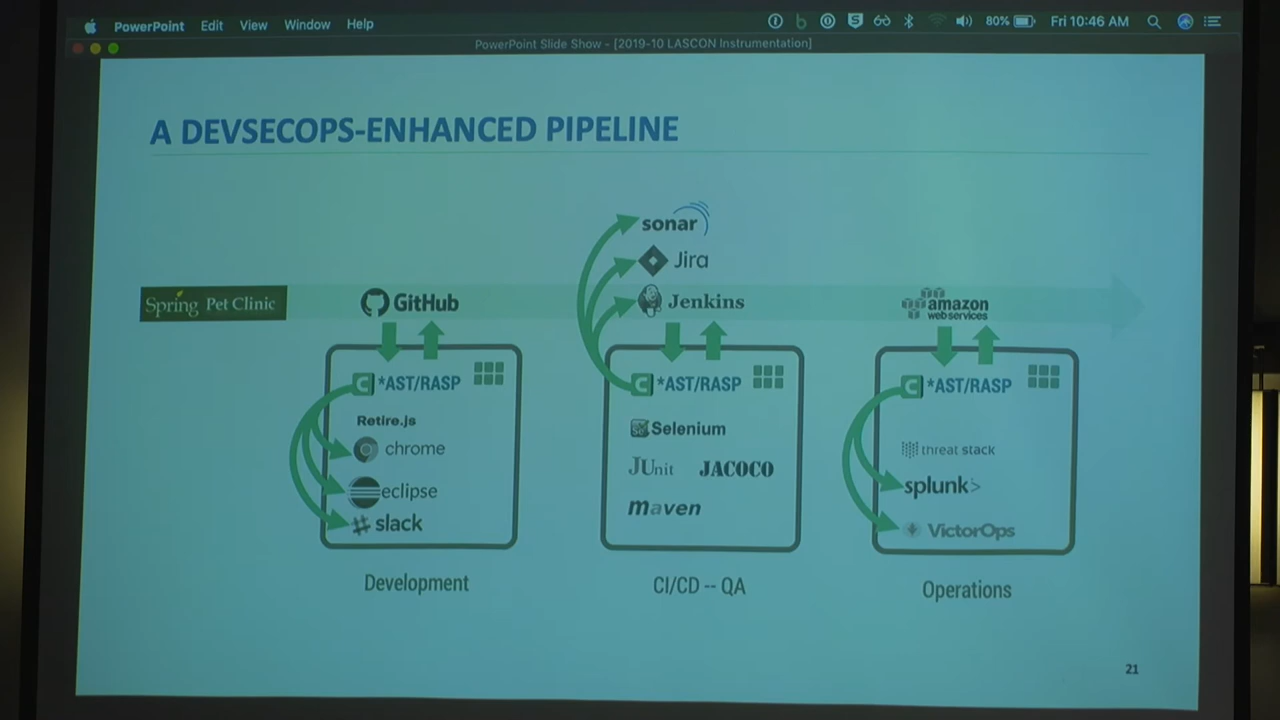 PowerPoint Edit View Window Help 80% Fri 10:46 AM
PowerPoint Slide Show - [2019-10 LASCON Instrumentation]
A DEVSECOPS-ENHANCED PIPELINE
sonar
Jira
Spring Pet Clinic
GitHub
Jenkins
amazon
webservices
C *AST/RASP
Retire.js
chrome
eclipse
slack
Development
C *AST/RASP
Selenium
JUnit JACOCO
maven
CI/CD -- QA
C *AST/RASP
threat stack
splunk>
VictorOps
Operations
21